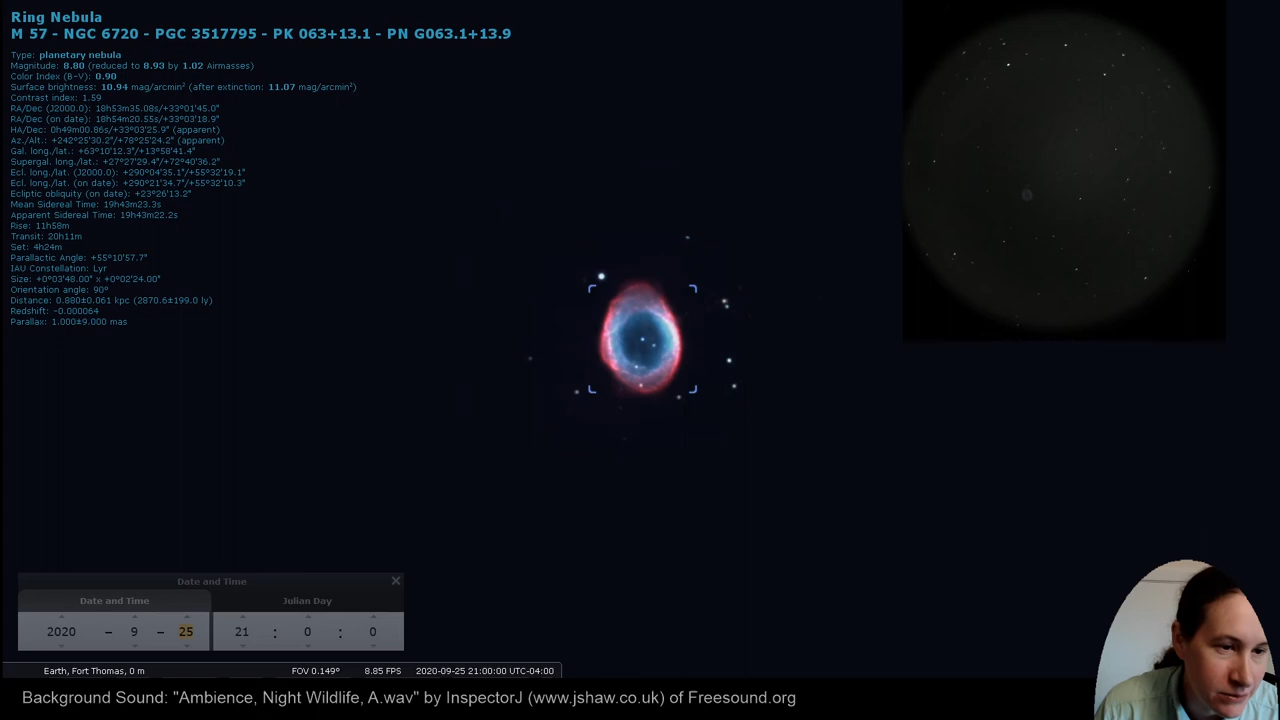 Ring Nebula
M 57 - NGC 6720 - PGC 3517795 - PK 063+13.1 - PN G063.1+13.9
Type: planetary nebula
Magnitude: 8.80 (reduced to 8.93 by 1.02 Airmasses)
Color Index (B-V): 0.90
Surface brightness: 10.94 mag/arcmin² (after extinction: 11.07 mag/arcmin²)
Contrast index: 1.59
RA/Dec (J2000.0): 18h53m35.08s/+33°01'45.0"
RA/Dec (on date): 18h54m20.55s/+33°03'18.9"
HA/Dec: 0h49m00.86s/+33°03'25.9" (apparent)
Az./Alt.: +242°25'30.2"/+78°25'24.2" (apparent)
Gal. long./lat.: +63°10'12.3"/+13°58'41.4"
Supergal. long./lat.: +27°27'29.4"/+72°40'36.2"
Ecl. long./lat. (J2000.0): +290°04'35.1"/+55°32'19.1"
Ecl. long./lat. (on date): +290°21'34.7"/+55°32'10.3"
Ecliptic obliquity (on date): +23°26'13.2"
Mean Sidereal Time: 19h43m23.3s
Apparent Sidereal Time: 19h43m22.2s
Rise: 11h58m
Transit: 20h11m
Set: 4h24m
Parallactic Angle: +55°10'57.7"
IAU Constellation: Lyr
Size: +0°03'48.00" x +0°02'24.00"
Orientation angle: 90°
Distance: 0.880±0.061 kpc (2870.6±199.0 ly)
Redshift: -0.000064
Parallax: 1.000±9.000 mas
Date and Time
Date and Time Julian Day
2020 - 9 - 25 21 : 0 : 0
Earth, Fort Thomas, 0 m FOV 0.149° 8.85 FPS 2020-09-25 21:00:00 UTC-04:00
Background Sound: "Ambience, Night Wildlife, A.wav" by InspectorJ (www.jshaw.co.uk) of Freesound.org